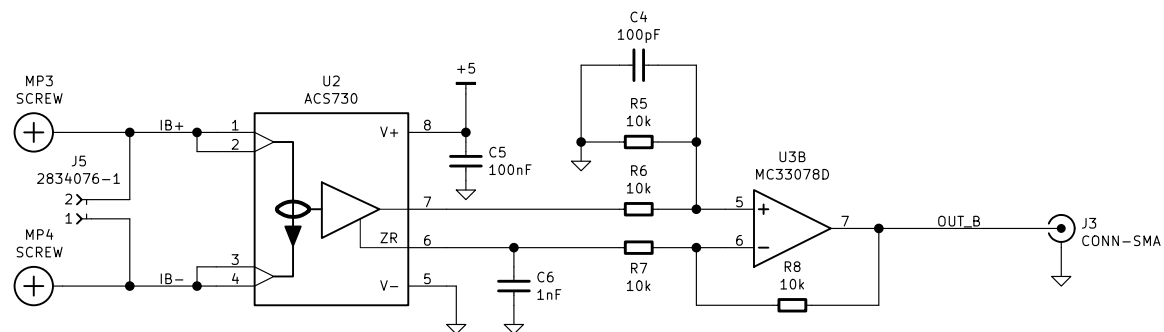 C4
100pF
+5
MP3
SCREW
U2
ACS730
R5
10k
IB+
1
2
V+
8
C5
100nF
J5
2834076-1
2
1
R6
10k
U3B
MC33078D
7
5
+
7
OUT_B
J3
CONN-SMA
MP4
SCREW
ZR
6
R7
10k
6
−
R8
10k
3
4
IB-
V-
5
C6
1nF